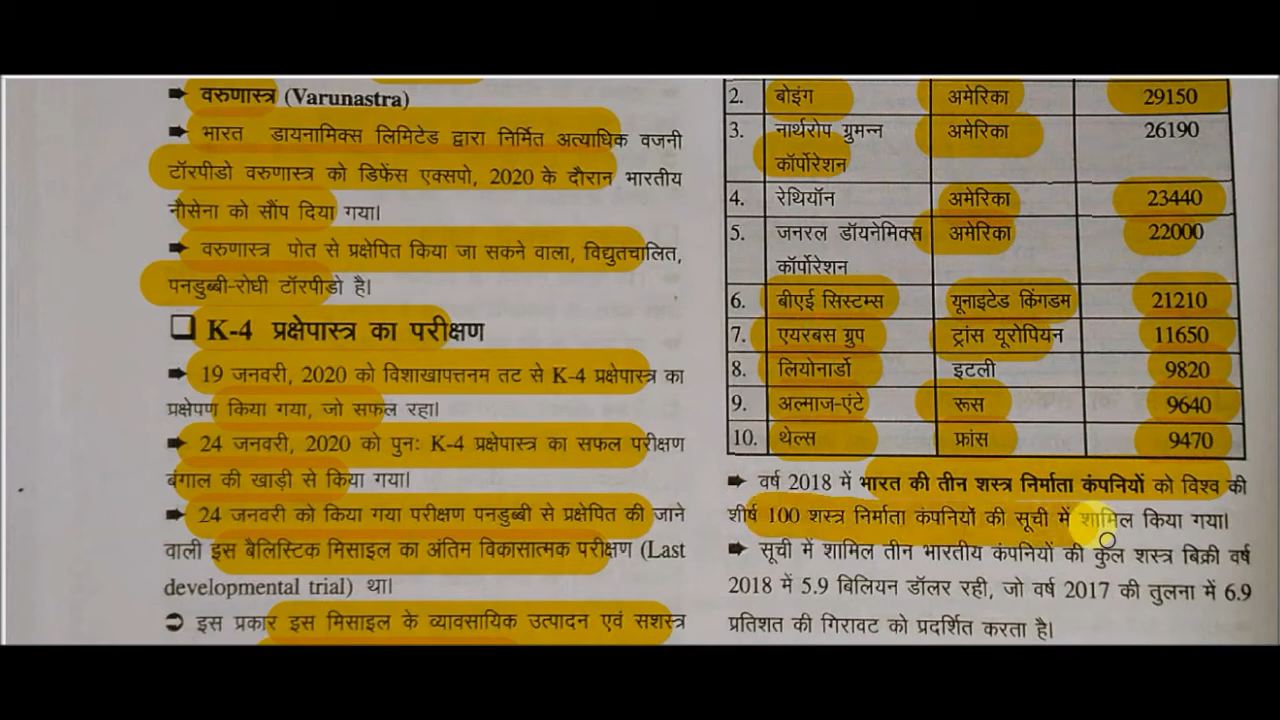 ➨ वरुणास्त्र (Varunastra)
➨ भारत डायनामिक्स लिमिटेड द्वारा निर्मित अत्याधिक वजनी
टॉरपीडो वरुणास्त्र को डिफेंस एक्सपो, 2020 के दौरान भारतीय
नौसेना को सौंप दिया गया।
➨ वरुणास्त्र पोत से प्रक्षेपित किया जा सकने वाला, विद्युतचालित,
पनडुब्बी-रोधी टॉरपीडो है।
❑ K-4 प्रक्षेपास्त्र का परीक्षण
➨ 19 जनवरी, 2020 को विशाखापत्तनम तट से K-4 प्रक्षेपास्त्र का
प्रक्षेपण किया गया, जो सफल रहा।
➨ 24 जनवरी, 2020 को पुनः K-4 प्रक्षेपास्त्र का सफल परीक्षण
बंगाल की खाड़ी से किया गया।
➨ 24 जनवरी को किया गया परीक्षण पनडुब्बी से प्रक्षेपित की जाने
वाली इस बैलिस्टिक मिसाइल का अंतिम विकासात्मक परीक्षण (Last
developmental trial) था।
➲ इस प्रकार इस मिसाइल के व्यावसायिक उत्पादन एवं सशस्त्र
2. बोइंग अमेरिका 29150
3. नार्थरोप ग्रुमन्न अमेरिका 26190
कॉर्पोरेशन
4. रेथियॉन अमेरिका 23440
5. जनरल डॉयनेमिक्स अमेरिका 22000
कॉर्पोरेशन
6. बीएई सिस्टम्स यूनाइटेड किंगडम 21210
7. एयरबस ग्रुप ट्रांस यूरोपियन 11650
8. लियोनार्डो इटली 9820
9. अल्माज-एंटे रूस 9640
10. थेल्स फ्रांस 9470
➨ वर्ष 2018 में भारत की तीन शस्त्र निर्माता कंपनियों को विश्व की
शीर्ष 100 शस्त्र निर्माता कंपनियों की सूची में शामिल किया गया।
➨ सूची में शामिल तीन भारतीय कंपनियों की कुल शस्त्र बिक्री वर्ष
2018 में 5.9 बिलियन डॉलर रही, जो वर्ष 2017 की तुलना में 6.9
प्रतिशत की गिरावट को प्रदर्शित करता है।